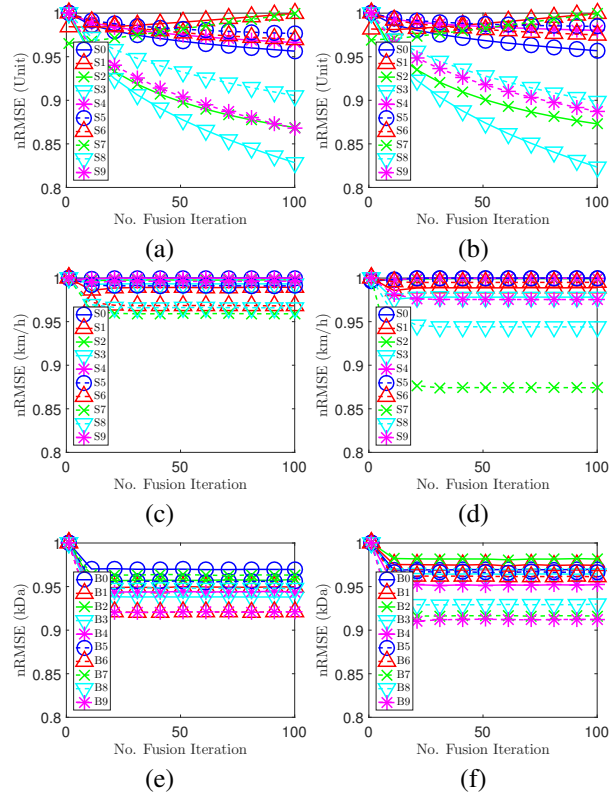 nRMSE (Unit)
1
0.95
0.9
0.85
0.8
S0
S1
S2
S3
S4
S5
S6
S7
S8
S9
0
50
100
No. Fusion Iteration
(a)
nRMSE (Unit)
1
0.95
0.9
0.85
0.8
S0
S1
S2
S3
S4
S5
S6
S7
S8
S9
0
50
100
No. Fusion Iteration
(b)
nRMSE (km/h)
1
0.95
0.9
0.85
0.8
S0
S1
S2
S3
S4
S5
S6
S7
S8
S9
0
50
100
No. Fusion Iteration
(c)
nRMSE (km/h)
1
0.95
0.9
0.85
0.8
S0
S1
S2
S3
S4
S5
S6
S7
S8
S9
0
50
100
No. Fusion Iteration
(d)
nRMSE (kDa)
1
0.95
0.9
0.85
0.8
B0
B1
B2
B3
B4
B5
B6
B7
B8
B9
0
50
100
No. Fusion Iteration
(e)
nRMSE (kDa)
1
0.95
0.9
0.85
0.8
B0
B1
B2
B3
B4
B5
B6
B7
B8
B9
0
50
100
No. Fusion Iteration
(f)